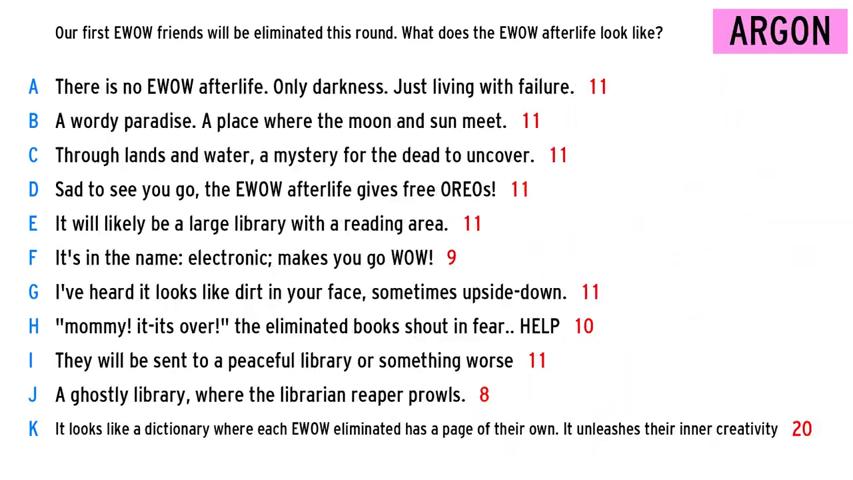 Our first EWOW friends will be eliminated this round. What does the EWOW afterlife look like?
ARGON
A There is no EWOW afterlife. Only darkness. Just living with failure. 11
B A wordy paradise. A place where the moon and sun meet. 11
C Through lands and water, a mystery for the dead to uncover. 11
D Sad to see you go, the EWOW afterlife gives free OREOs! 11
E It will likely be a large library with a reading area. 11
F It's in the name: electronic; makes you go WOW! 9
G I've heard it looks like dirt in your face, sometimes upside-down. 11
H "mommy! it-its over!" the eliminated books shout in fear.. HELP 10
I They will be sent to a peaceful library or something worse 11
J A ghostly library, where the librarian reaper prowls. 8
K It looks like a dictionary where each EWOW eliminated has a page of their own. It unleashes their inner creativity 20